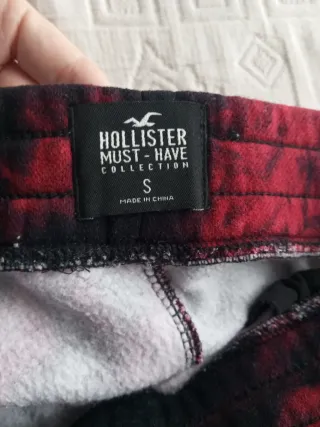 HOLLISTER
MUST-HAVE
COLLECTION
S
MADE IN CHINA